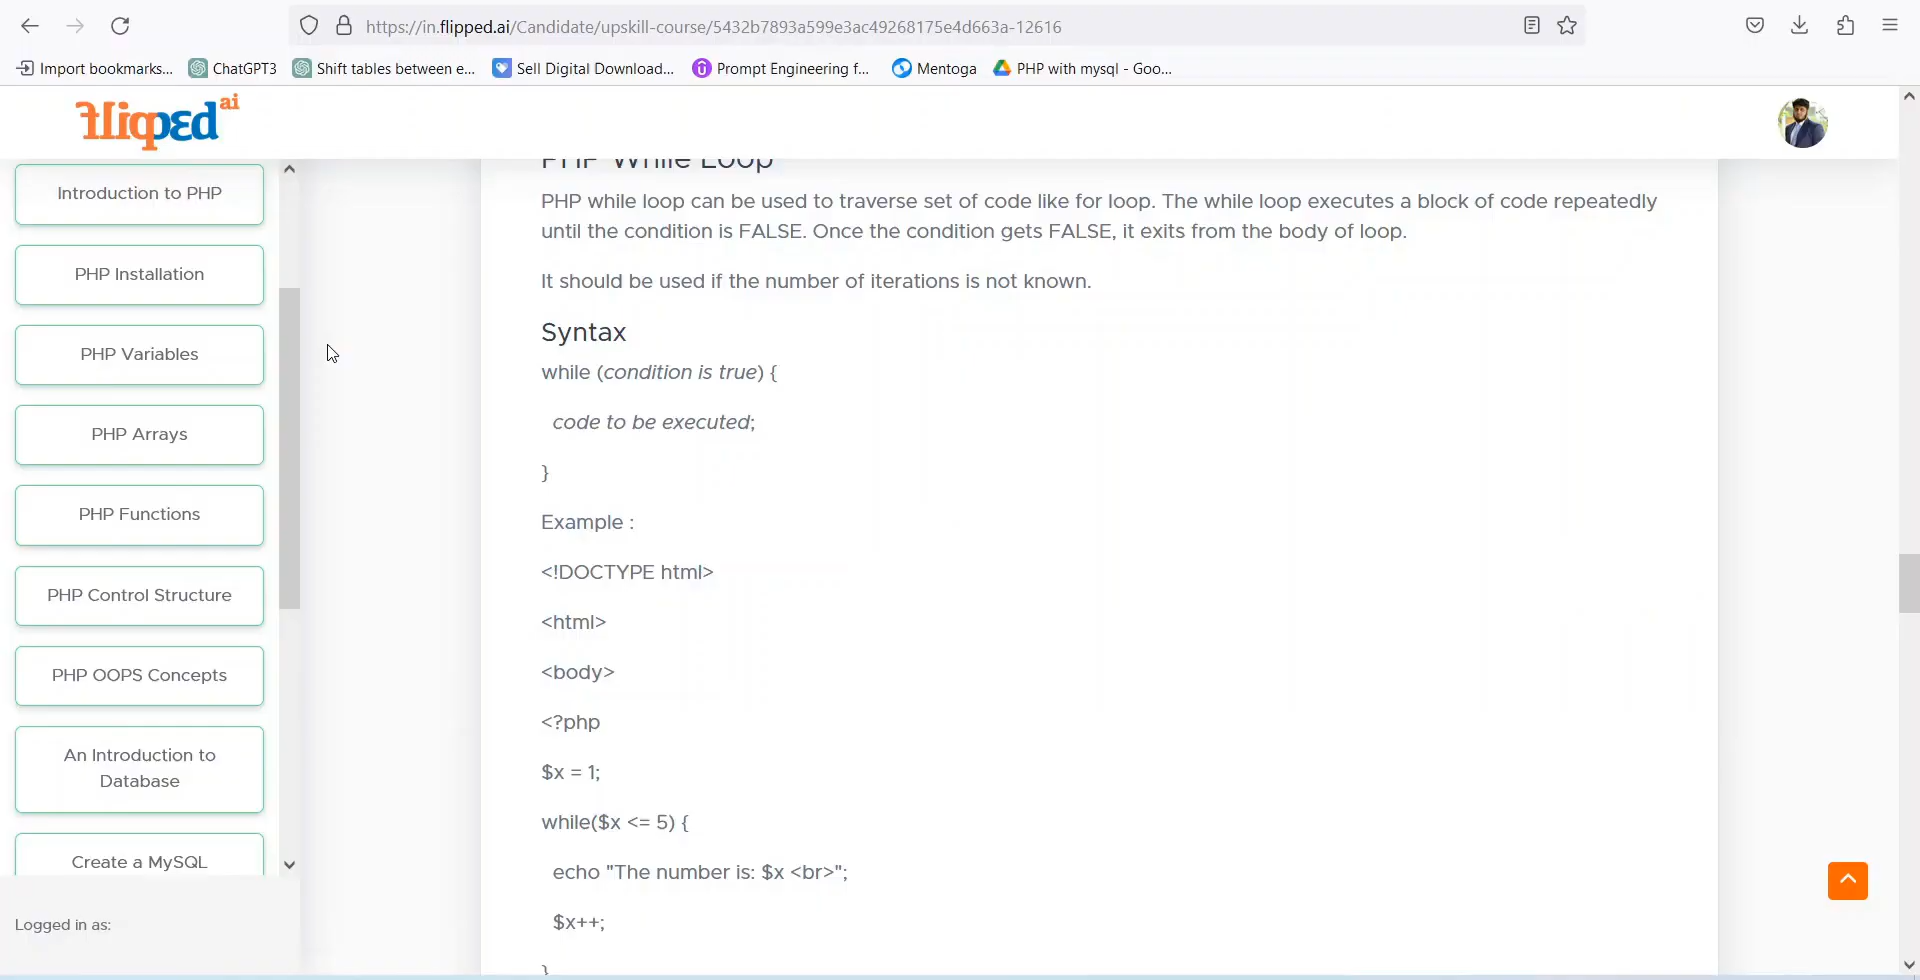 https://in.flipped.ai/Candidate/upskill-course/5432b7893a599e3ac49268175e4d663a-12616
Import bookmarks... ChatGPT3 Shift tables between e... Sell Digital Download... Prompt Engineering f... Mentoga PHP with mysql - Goo...
flipped ai
Introduction to PHP
PHP Installation
PHP Variables
PHP Arrays
PHP Functions
PHP Control Structure
PHP OOPS Concepts
An Introduction to
Database
Create a MySQL
Logged in as:
PHP While Loop
PHP while loop can be used to traverse set of code like for loop. The while loop executes a block of code repeatedly
until the condition is FALSE. Once the condition gets FALSE, it exits from the body of loop.
It should be used if the number of iterations is not known.
Syntax
while (condition is true) {
code to be executed;
}
Example :
<!DOCTYPE html>
<html>
<body>
<?php
$x = 1;
while($x <= 5) {
echo "The number is: $x <br>";
$x++;
}